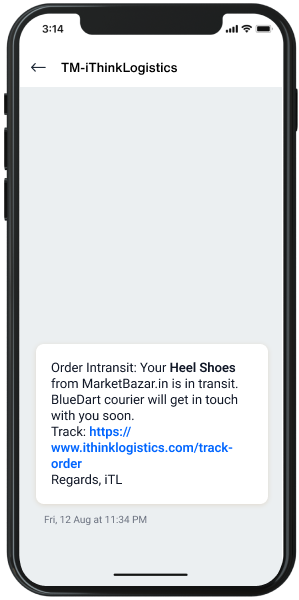 3:14
TM-iThinkLogistics
Order Intransit: Your Heel Shoes
from MarketBazar.in is in transit.
BlueDart courier will get in touch
with you soon.
Track: https://
www.ithinklogistics.com/track-
order
Regards, iTL
Fri, 12 Aug at 11:34 PM